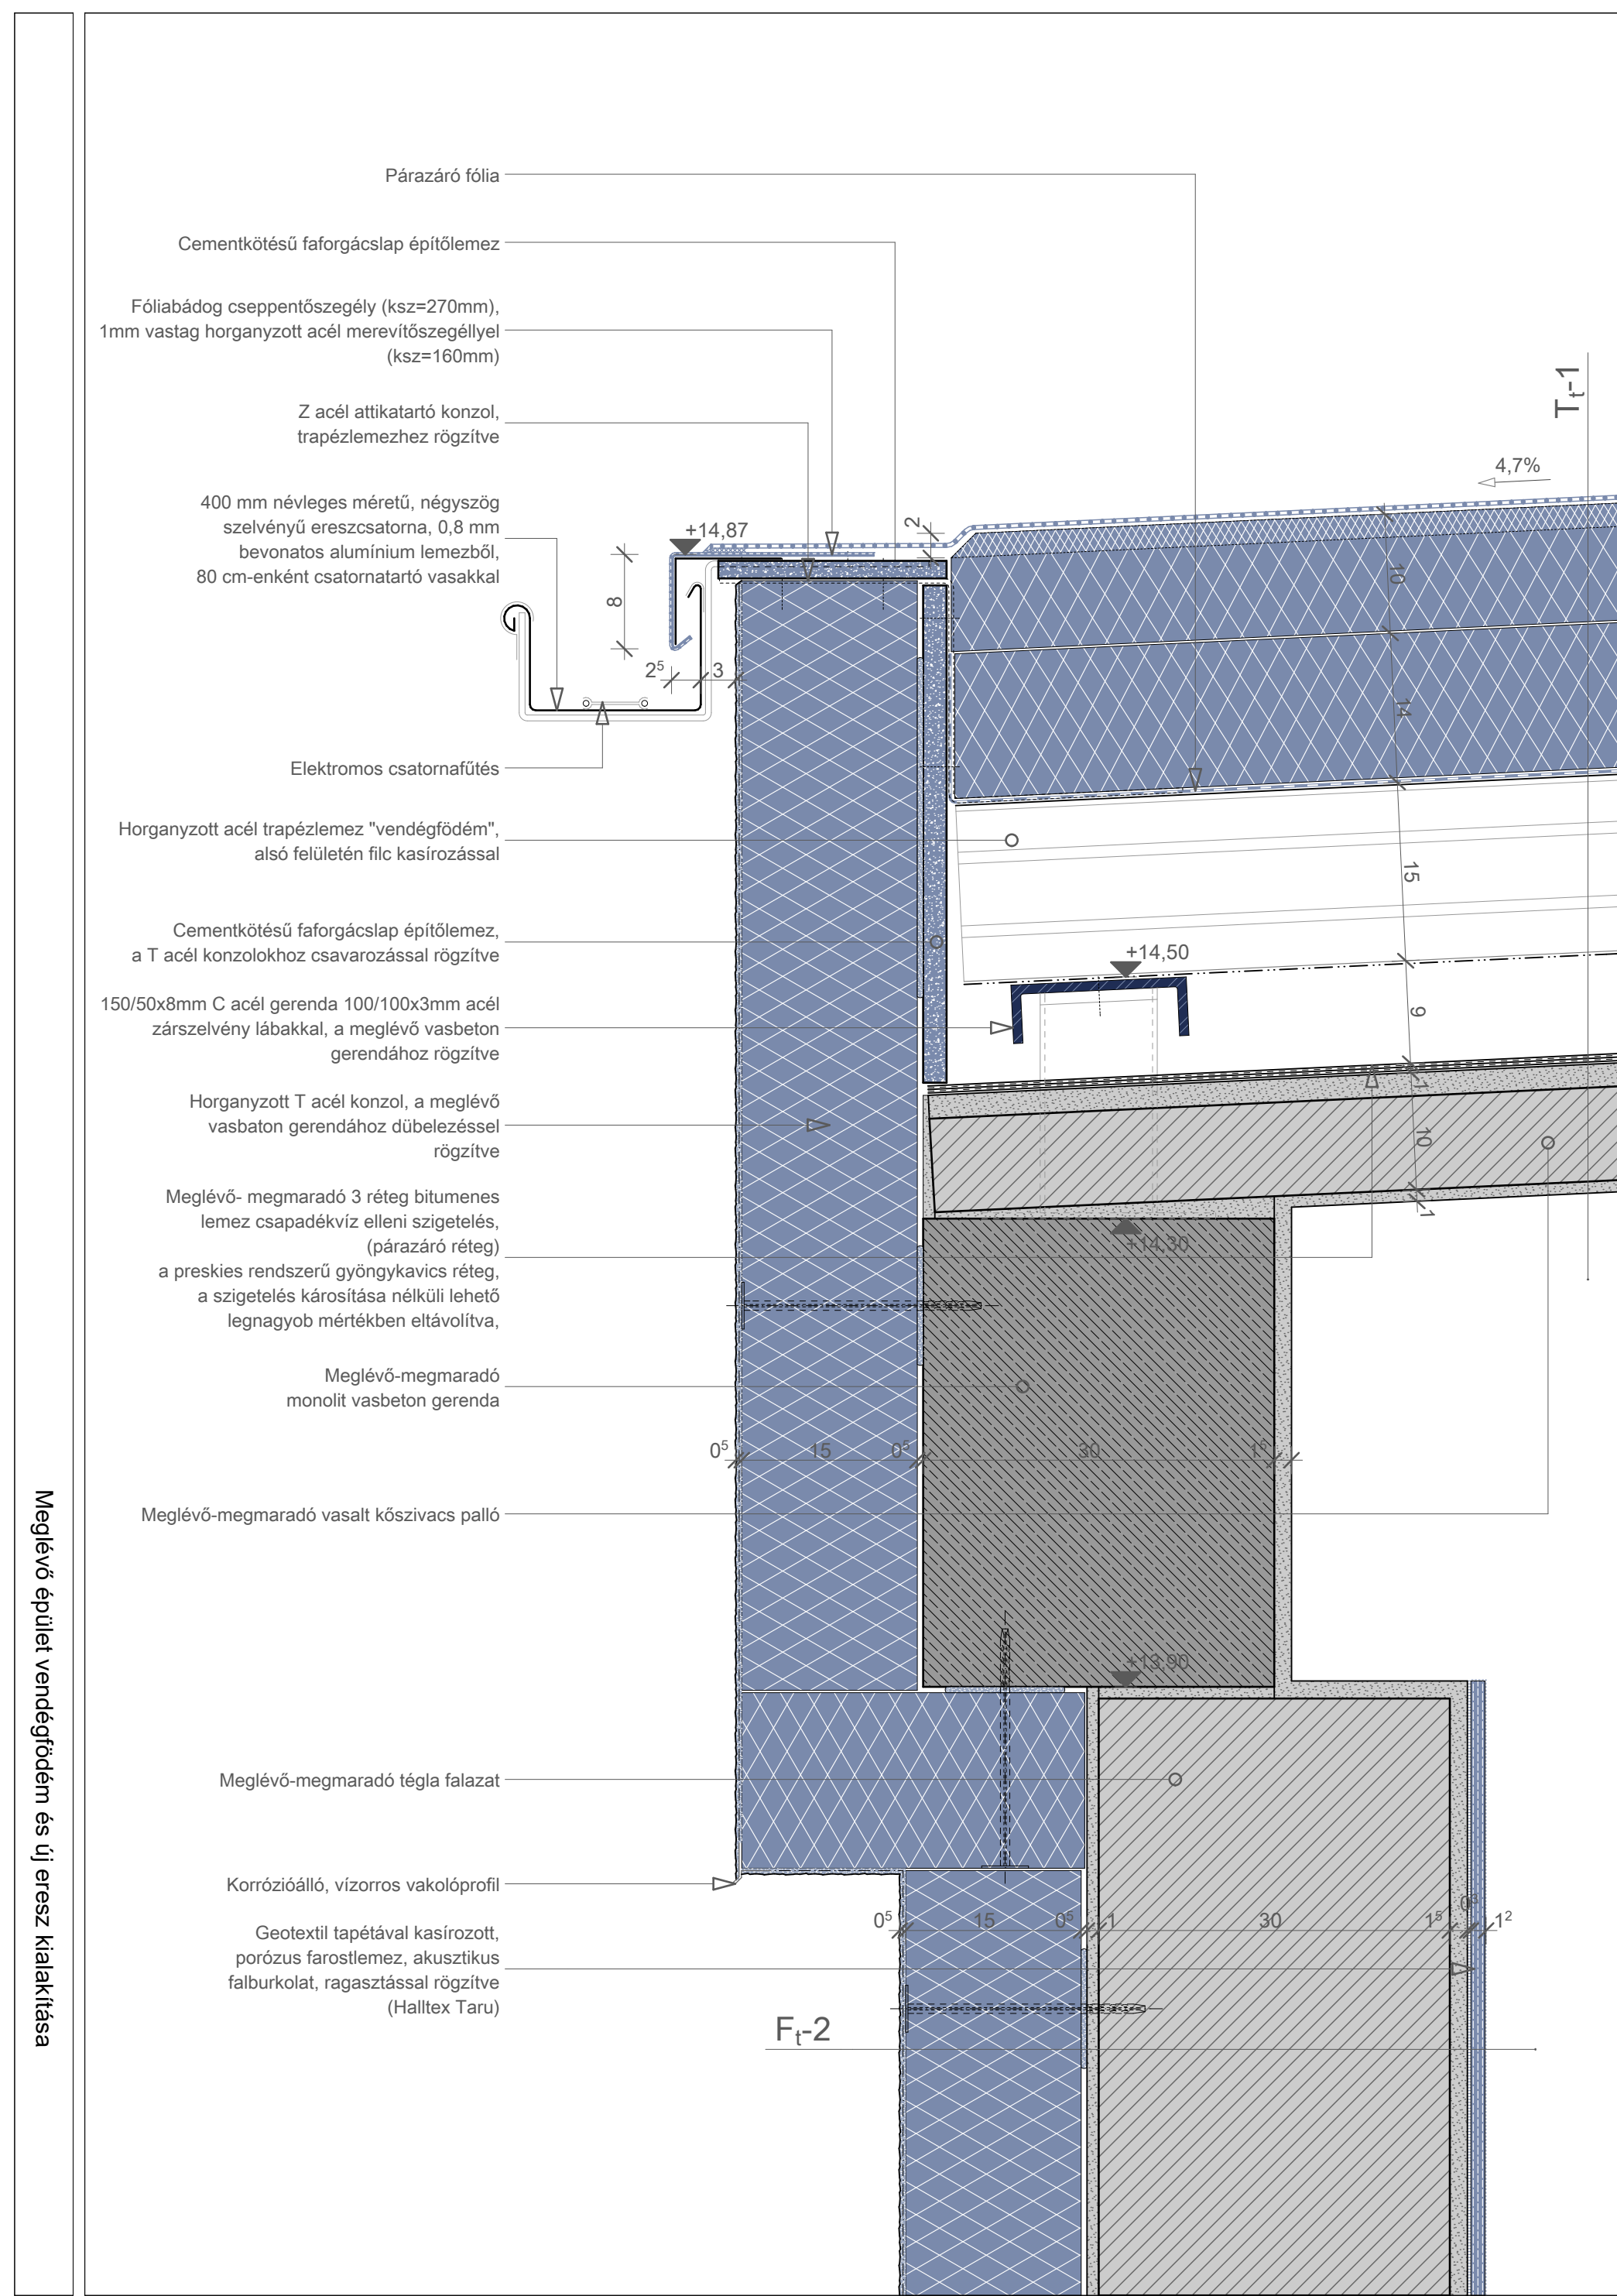 Párazáró fólia
Cementkötésű faforgácslap építőlemez
Fóliabádog cseppentőszegély (ksz=270mm),
1mm vastag horganyzott acél merevítőszegéllyel
(ksz=160mm)
Z acél attikatartó konzol,
trapézlemezhez rögzítve
400 mm névleges méretű, négyszög
szelvényű ereszcsatorna, 0,8 mm
bevonatos alumínium lemezből,
80 cm-enként csatornatartó vasakkal
Elektromos csatornafűtés
Horganyzott acél trapézlemez "vendégfödém",
alsó felületén filc kasírozással
Cementkötésű faforgácslap építőlemez,
a T acél konzolokhoz csavarozással rögzítve
150/50x8mm C acél gerenda 100/100x3mm acél
zárszelvény lábakkal, a meglévő vasbeton
gerendához rögzítve
Horganyzott T acél konzol, a meglévő
vasbaton gerendához dübelezéssel
rögzítve
Meglévő- megmaradó 3 réteg bitumenes
lemez csapadékvíz elleni szigetelés,
(párazáró réteg)
a preskies rendszerű gyöngykavics réteg,
a szigetelés károsítása nélküli lehető
legnagyob mértékben eltávolítva,
Meglévő-megmaradó
monolit vasbeton gerenda
Meglévő-megmaradó vasalt kőszivacs palló
Meglévő-megmaradó tégla falazat
Korrózióálló, vízorros vakolóprofil
Geotextil tapétával kasírozott,
porózus farostlemez, akusztikus
falburkolat, ragasztással rögzítve
(Halltex Taru)
Meglévő épület vendégfödém és új eresz kialakítása
Tt-1
4,7%
+14,87
2
8
2⁵ 3
10
14
15
+14,50
9
1
10
1
+14,30
0⁵ 15 0⁵ 30 1⁵
+13,90
0⁵ 15 0⁵ 1 30 1⁵ 0³ 1²
Ft-2